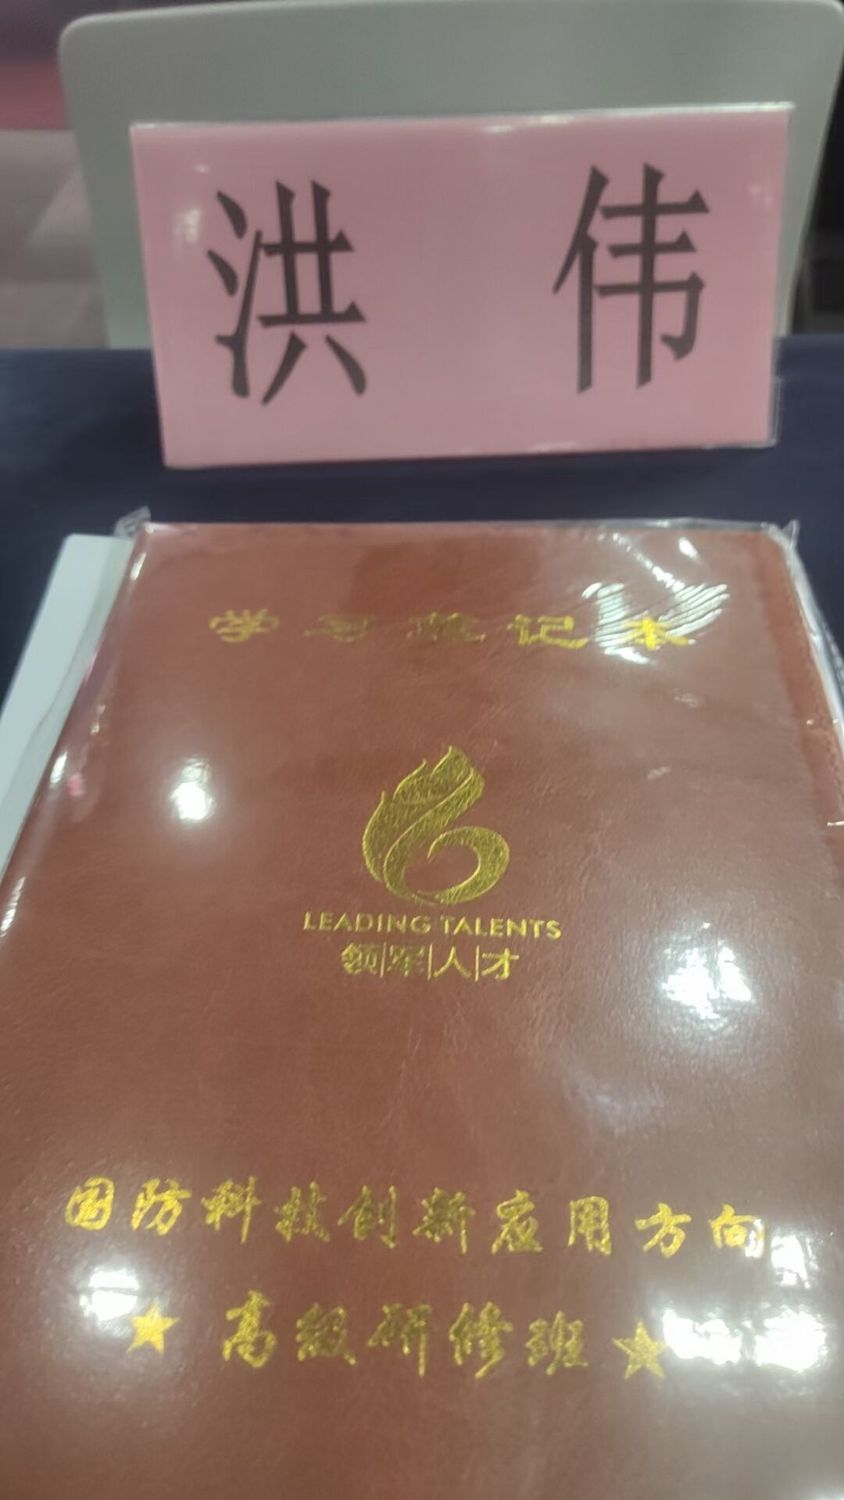 洪 伟
学习笔记本
LEADING TALENTS
领|军|人|才
国防科技创新应用方向
★ 高级研修班 ★